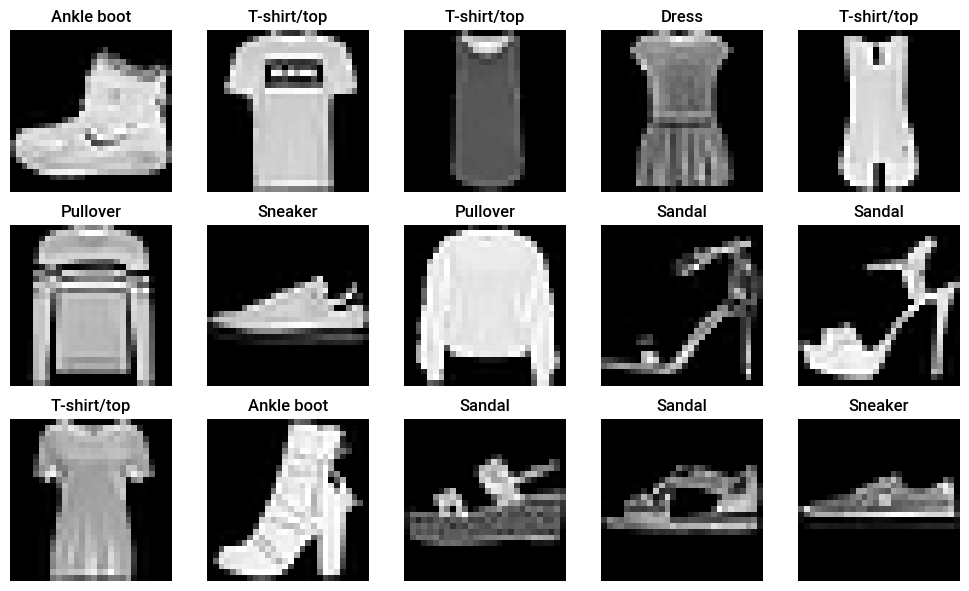 Ankle boot
T-shirt/top
T-shirt/top
Dress
T-shirt/top
Pullover
Sneaker
Pullover
Sandal
Sandal
T-shirt/top
Ankle boot
Sandal
Sandal
Sneaker